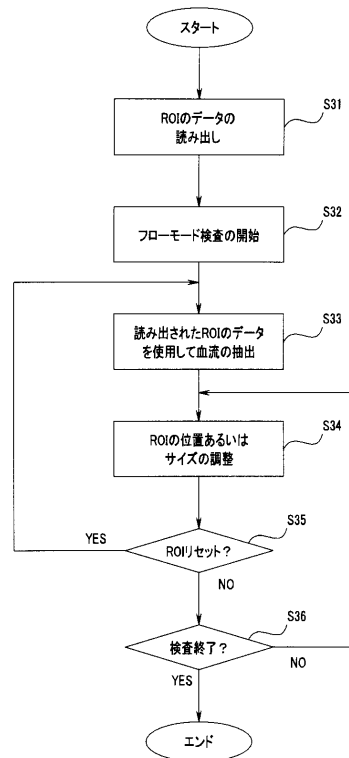 スタート
S31
ROIのデータの
読み出し
S32
フローモード検査の開始
S33
読み出されたROIのデータ
を使用して血流の抽出
S34
ROIの位置あるいは
サイズの調整
S35
YES
ROIリセット?
NO
S36
検査終了?
NO
YES
エンド